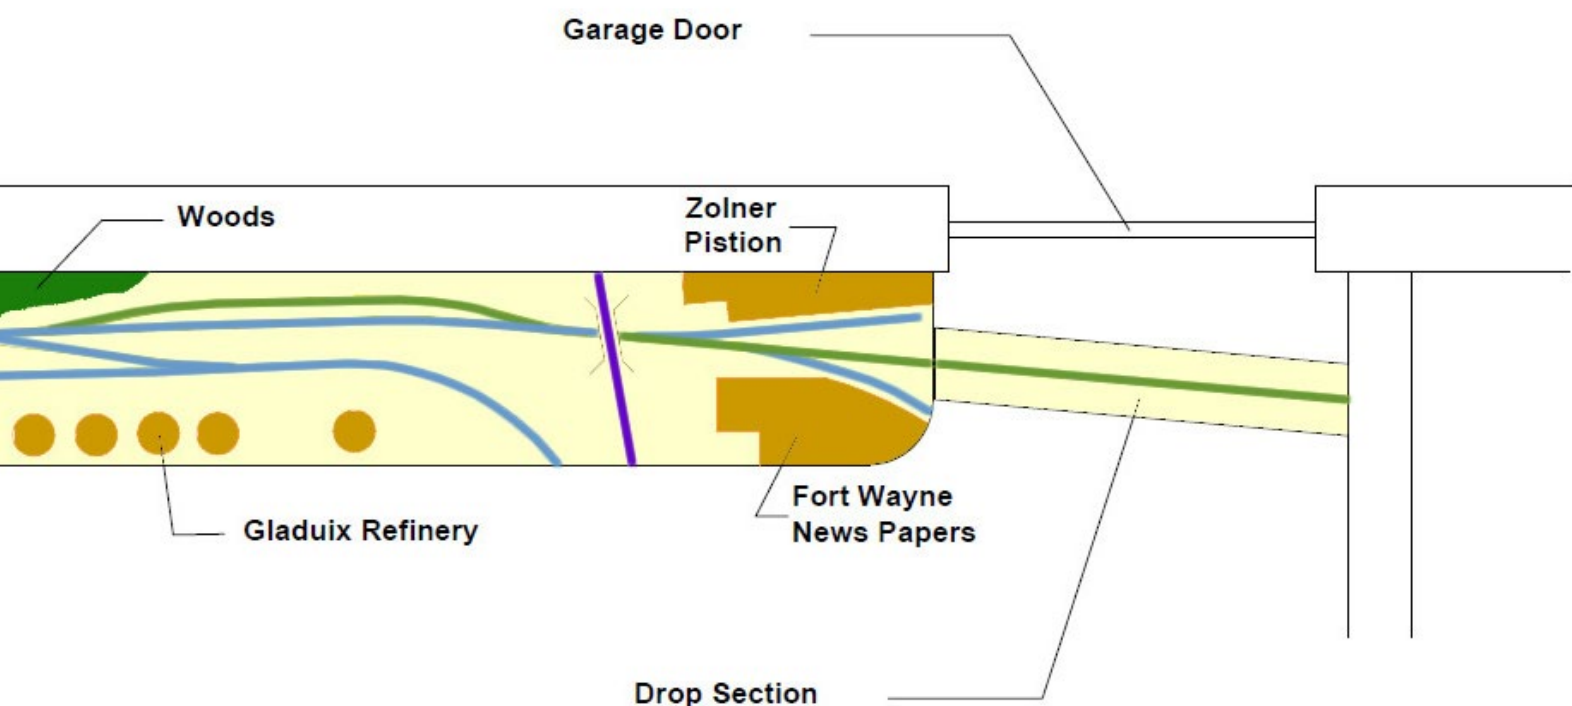 Garage Door
Woods
Zolner
Pistion
Fort Wayne
News Papers
Gladuix Refinery
Drop Section